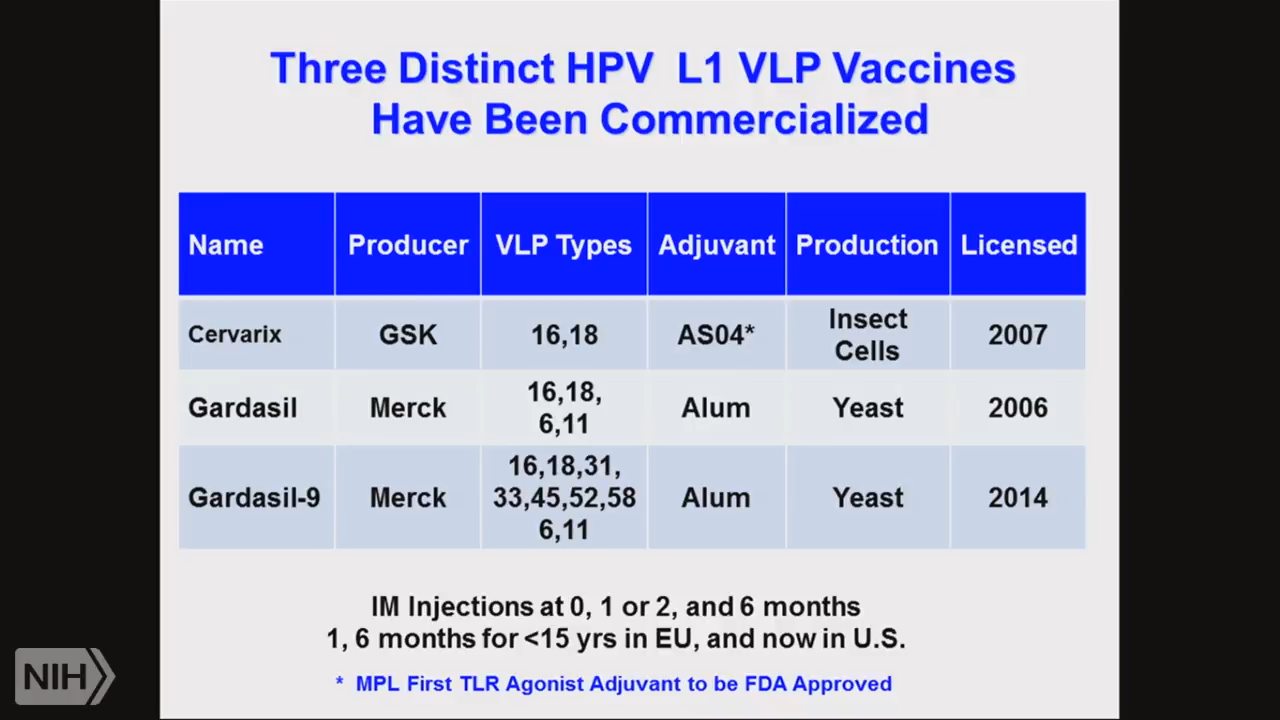 Three Distinct HPV L1 VLP Vaccines
Have Been Commercialized
Name Producer VLP Types Adjuvant Production Licensed
Cervarix GSK 16,18 AS04* Insect
Cells 2007
Gardasil Merck 16,18,
6,11 Alum Yeast 2006
Gardasil-9 Merck 16,18,31,
33,45,52,58
6,11 Alum Yeast 2014
IM Injections at 0, 1 or 2, and 6 months
1, 6 months for <15 yrs in EU, and now in U.S.
* MPL First TLR Agonist Adjuvant to be FDA Approved
NIH